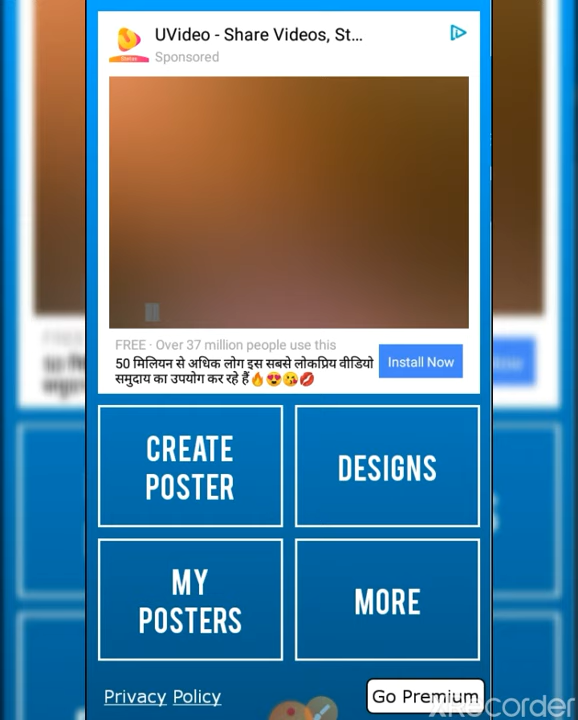 UVideo - Share Videos, St...
Status
Sponsored
FREE · Over 37 million people use this
50 मिलियन से अधिक लोग इस सबसे लोकप्रिय वीडियो
समुदाय का उपयोग कर रहे हैं🔥😍😘💋
Install Now
CREATE
POSTER
DESIGNS
MY
POSTERS
MORE
Privacy Policy
Go Premium
XRecorder